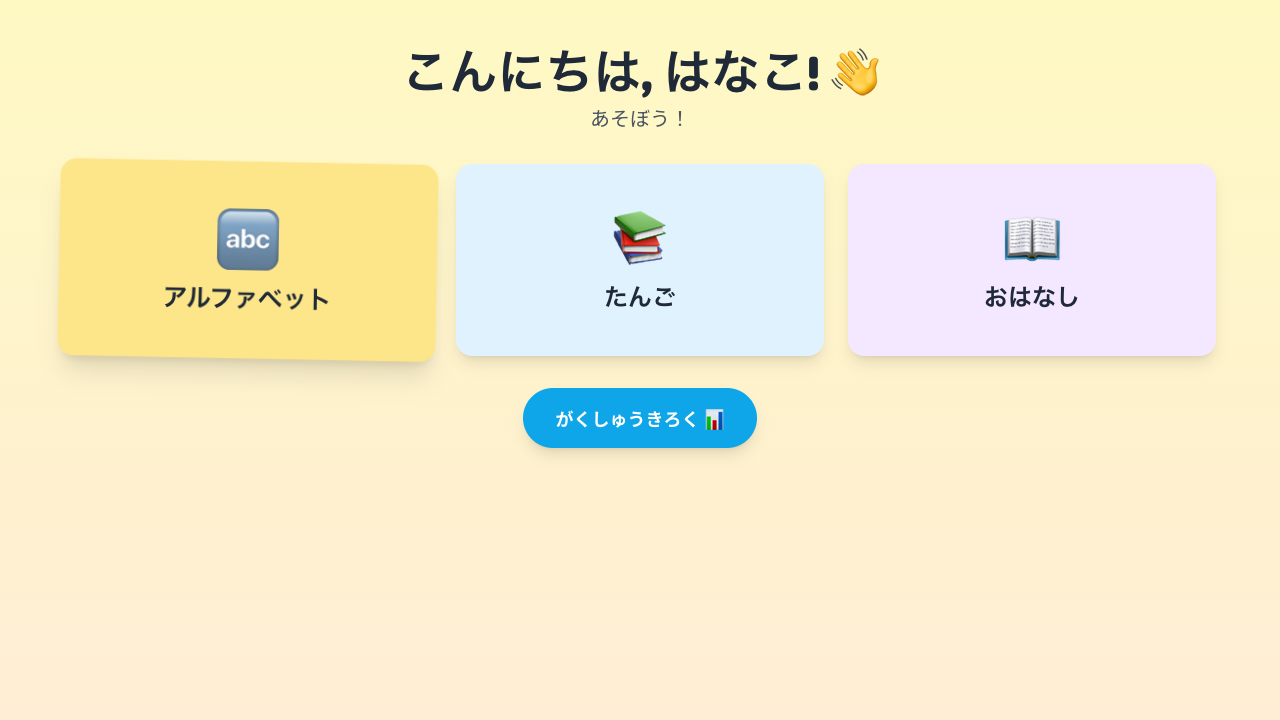 こんにちは, はなこ! 👋
あそぼう！
abc
アルファベット
たんご
おはなし
がくしゅうきろく 📊